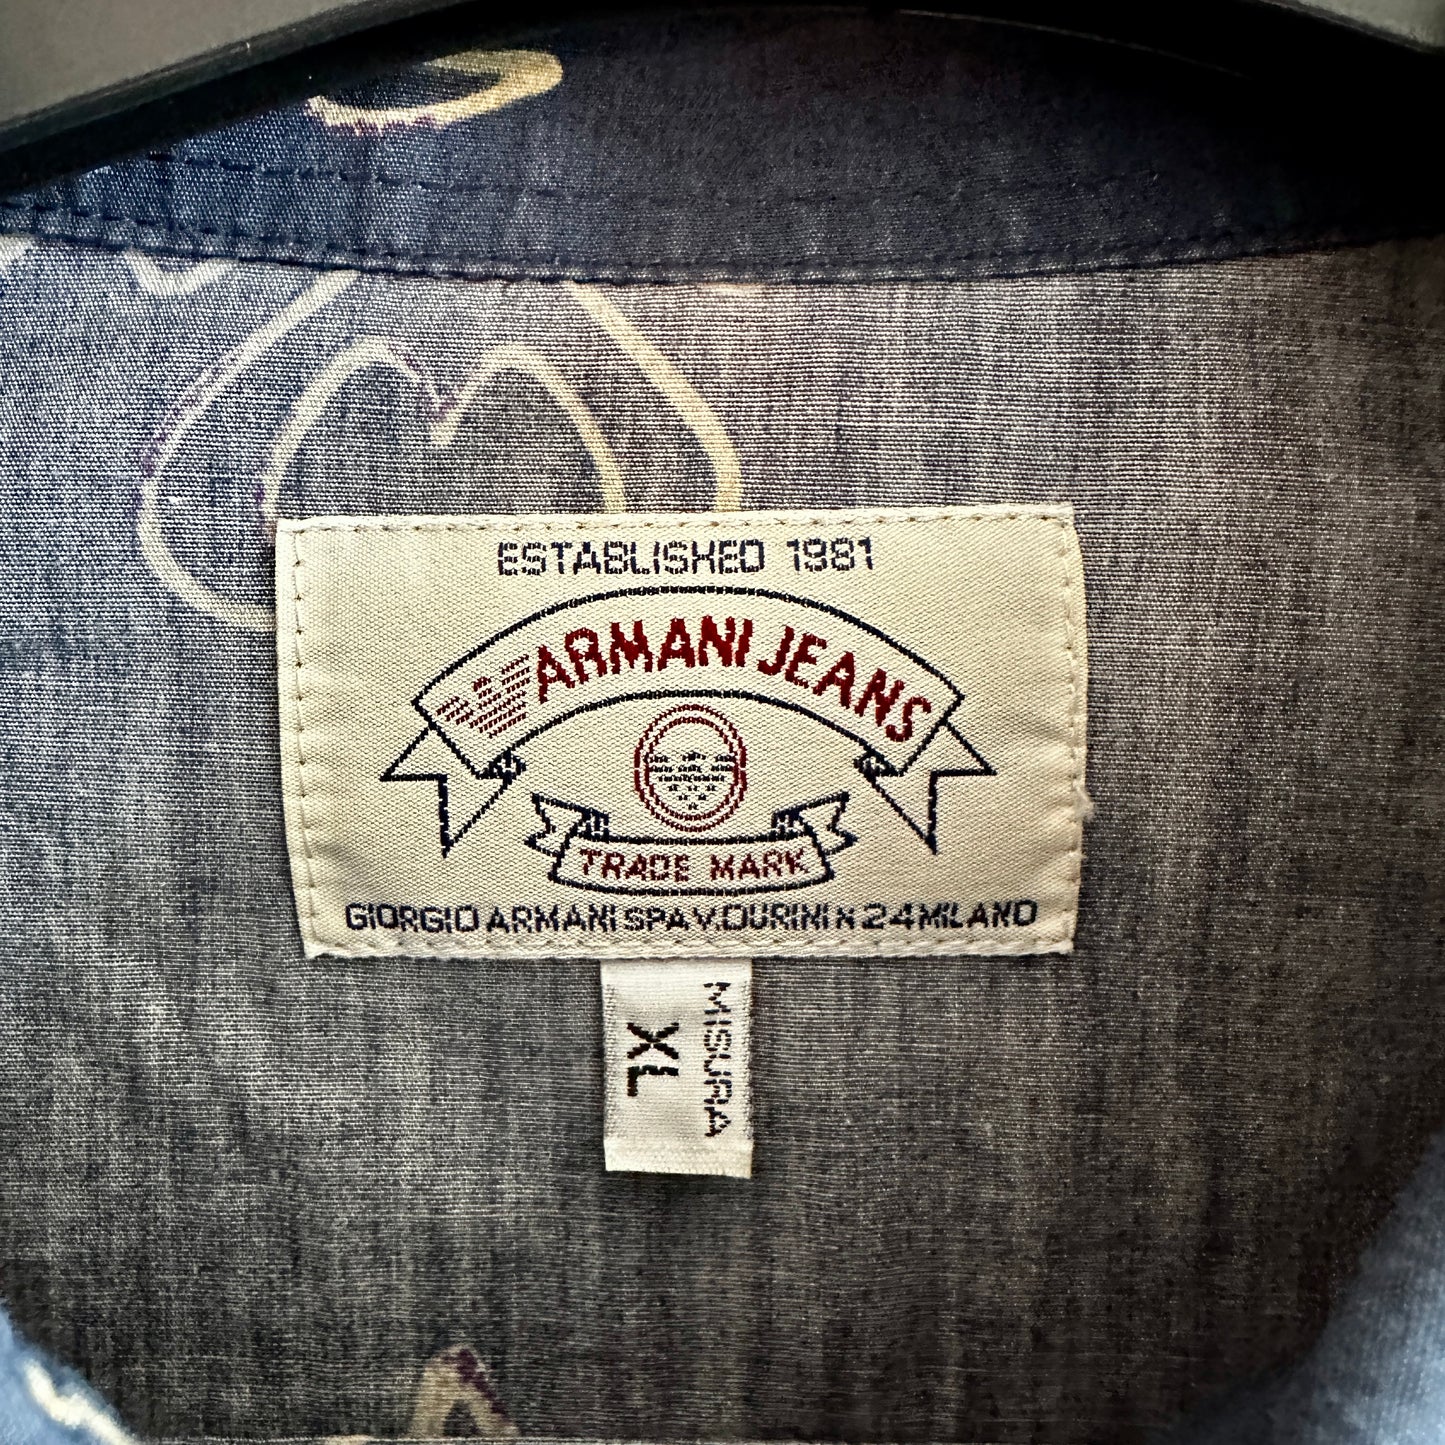 ESTABLISHED 1981
ARMANI JEANS
TRADE MARK
GIORGIO ARMANI SPA V. DURINI N 24 MILANO
MISURA
XL